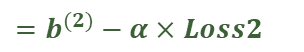 = b⁽²⁾ − α × Loss2